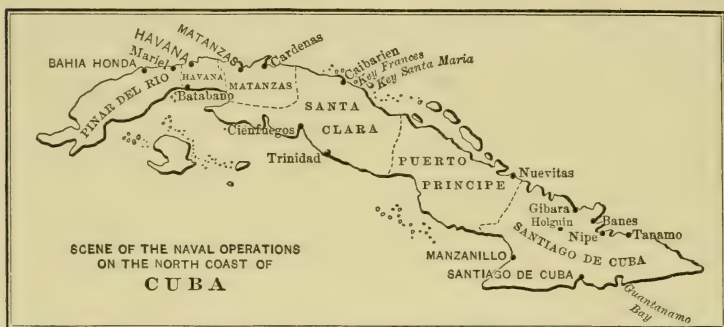 HAVANA
MATANZAS
Cardenas
BAHIA HONDA
Mariel
HAVANA
MATANZAS
Batabano
PINAR DEL RIO
Caibarien
Key Frances
Key Santa Maria
SANTA
CLARA
Cienfuegos
Trinidad
PUERTO
PRINCIPE
Nuevitas
Gibara
Holguin
Banes
Nipe
Tanamo
SANTIAGO DE CUBA
MANZANILLO
SANTIAGO DE CUBA
Guantanamo
Bay
SCENE OF THE NAVAL OPERATIONS
ON THE NORTH COAST OF
CUBA